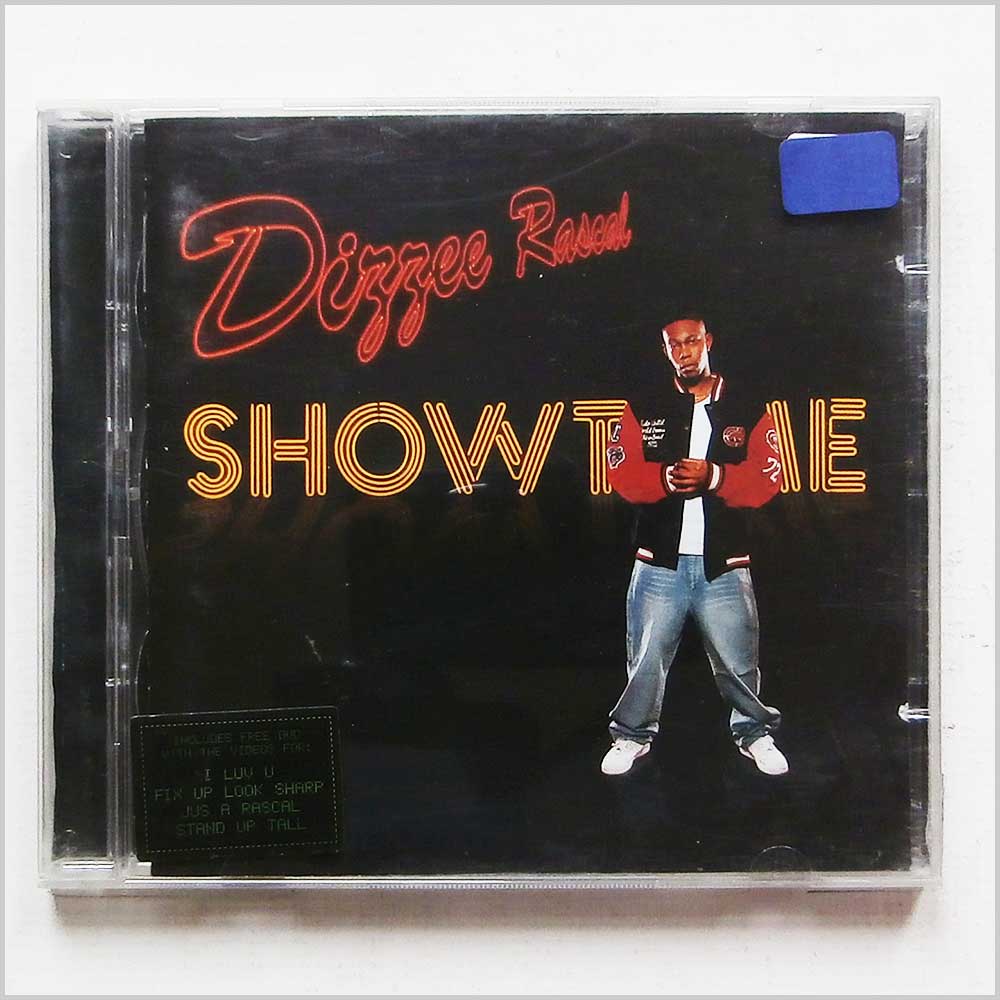 Dizzee Rascal
SHOWTIME
INCLUDES FREE DVD
WITH THE VIDEOS FOR:
I LUV U
FIX UP LOOK SHARP
JUS A RASCAL
STAND UP TALL